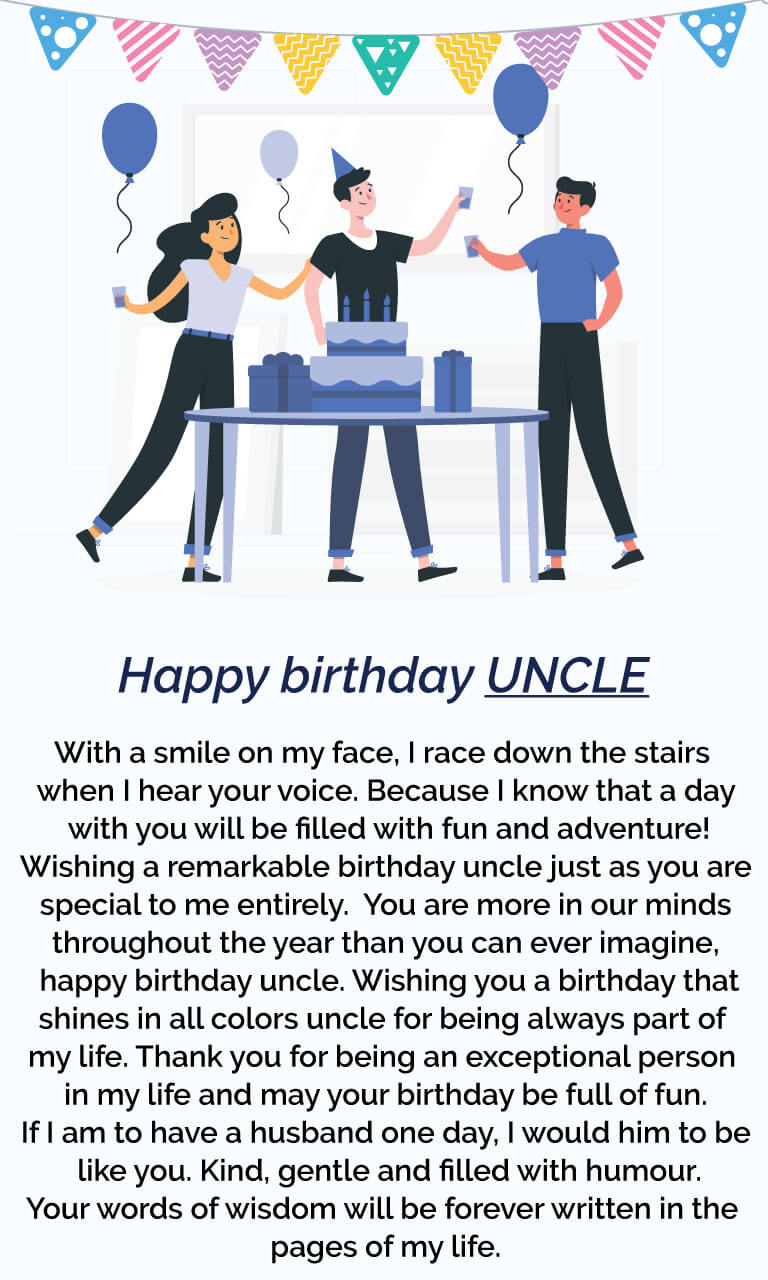 Happy birthday UNCLE
With a smile on my face, I race down the stairs
when I hear your voice. Because I know that a day
with you will be filled with fun and adventure!
Wishing a remarkable birthday uncle just as you are
special to me entirely.  You are more in our minds
throughout the year than you can ever imagine,
happy birthday uncle. Wishing you a birthday that
shines in all colors uncle for being always part of
my life. Thank you for being an exceptional person
in my life and may your birthday be full of fun.
If I am to have a husband one day, I would him to be
like you. Kind, gentle and filled with humour.
Your words of wisdom will be forever written in the
pages of my life.